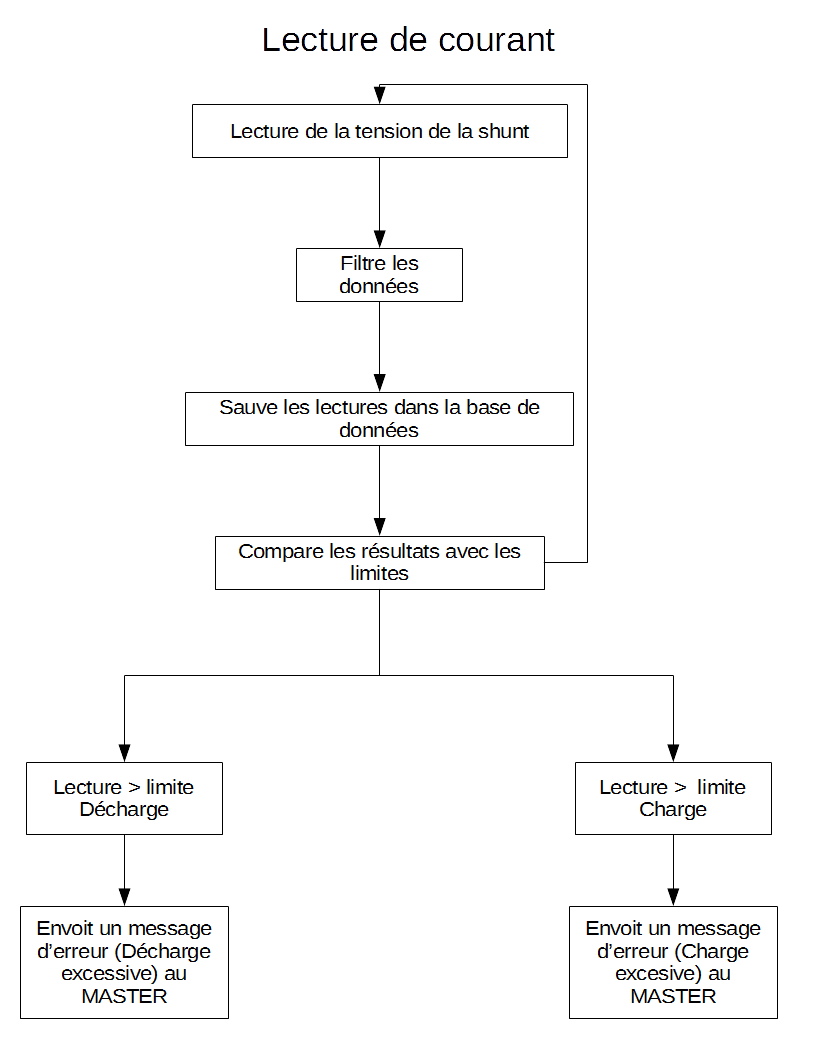 Lecture de courant
Lecture de la tension de la shunt
Filtre les
données
Sauve les lectures dans la base de
données
Compare les résultats avec les
limites
Lecture > limite
Décharge
Lecture >  limite
Charge
Envoit un message
d’erreur (Décharge
excessive) au
MASTER
Envoit un message
d’erreur (Charge
excesive) au
MASTER